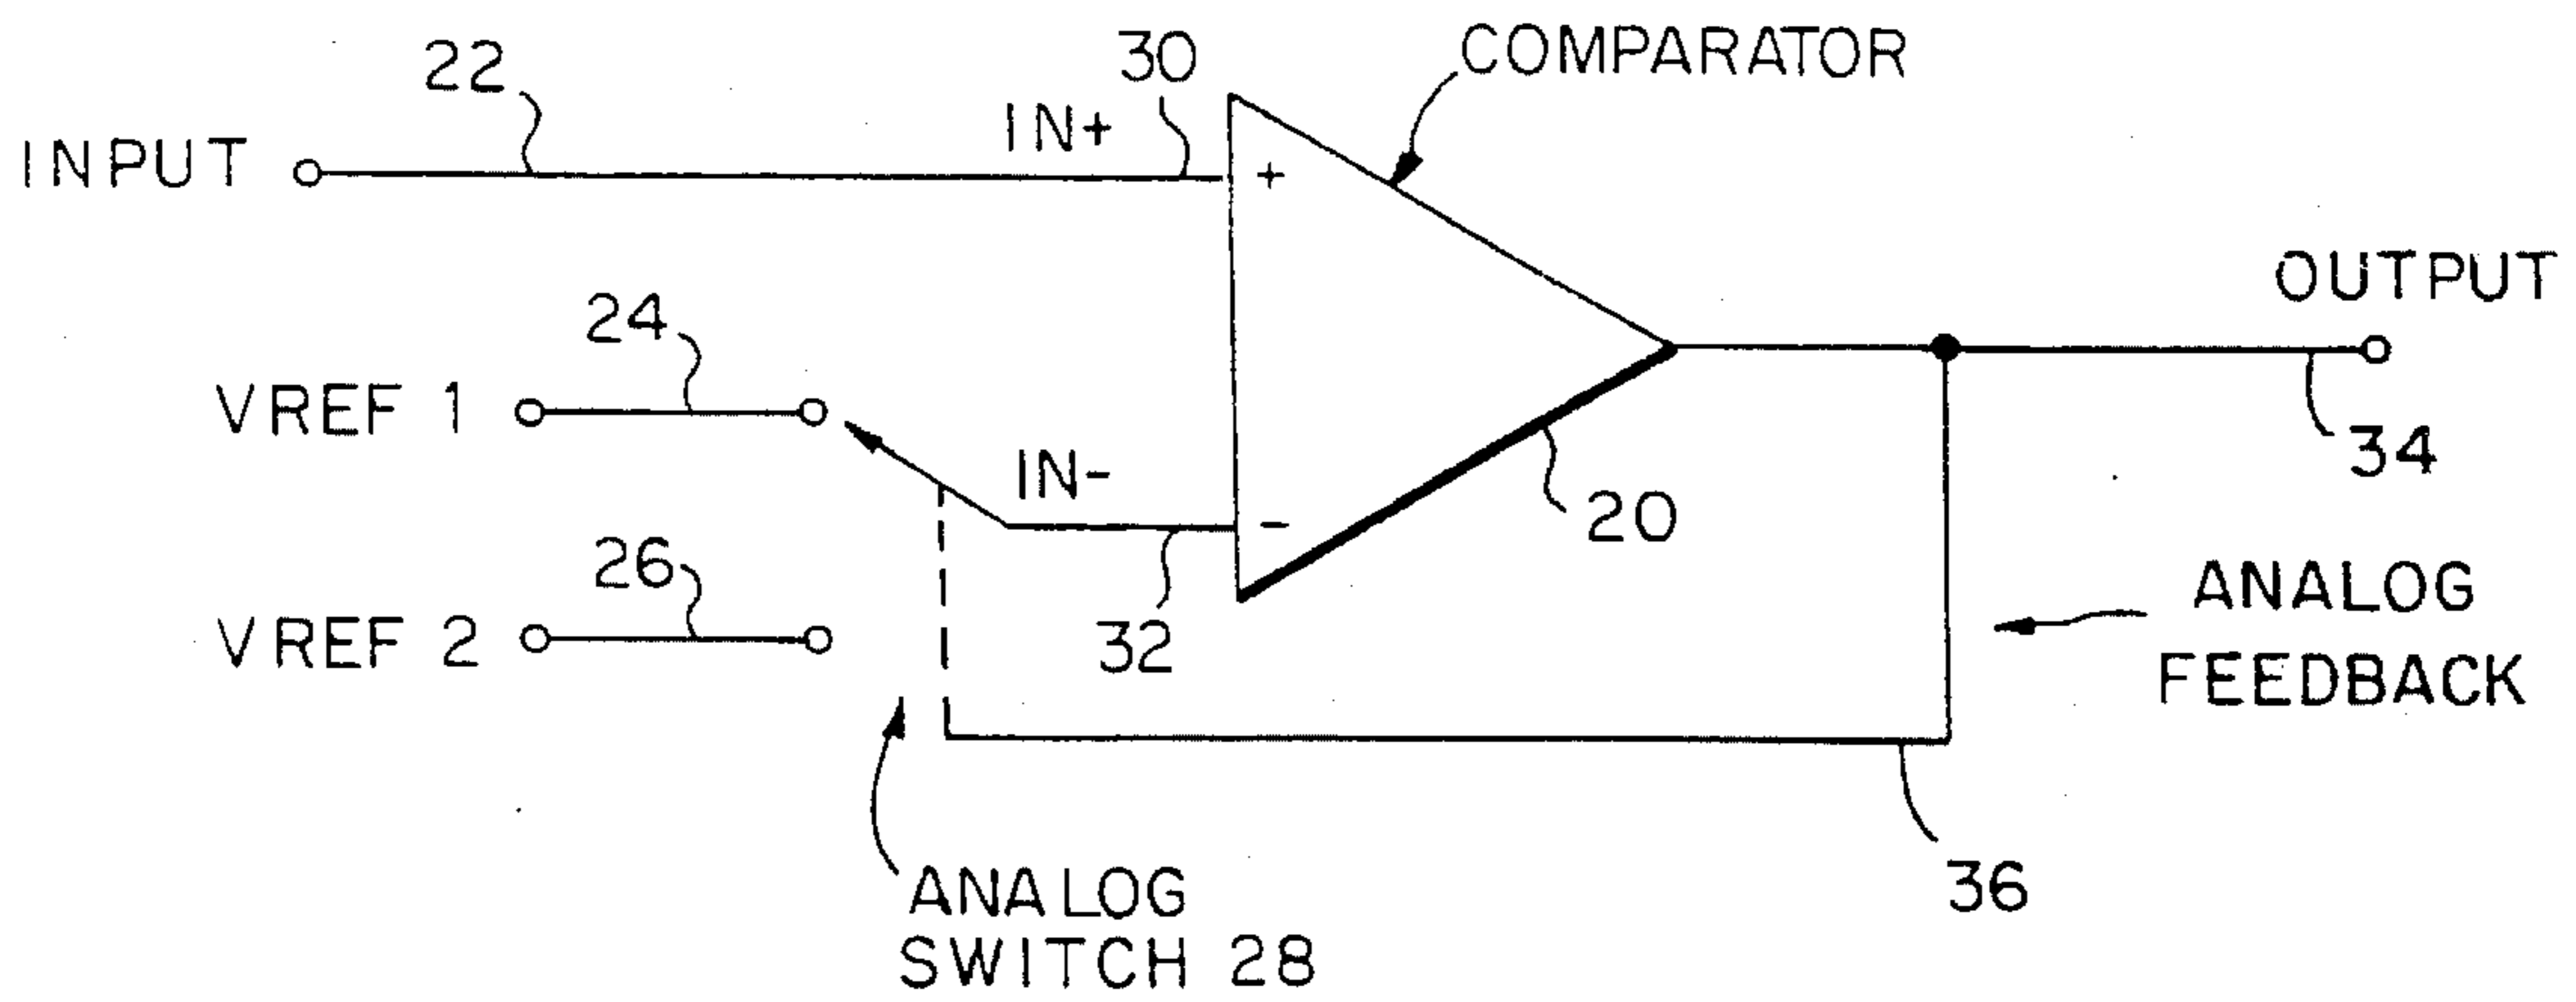 22
30
COMPARATOR
INPUT
IN+
+
OUTPUT
24
VREF 1
IN-
-
20
34
26
VREF 2
32
ANALOG
FEEDBACK
36
ANALOG
SWITCH 28